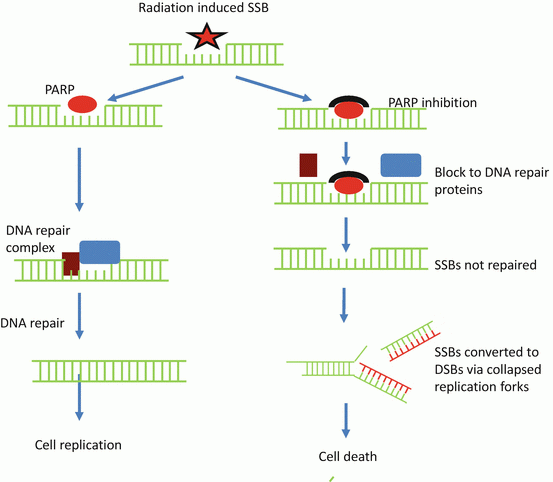 Radiation induced SSB
PARP
PARP inhibition
Block to DNA repair
proteins
DNA repair
complex
SSBs not repaired
DNA repair
SSBs converted to
DSBs via collapsed
replication forks
Cell replication
Cell death